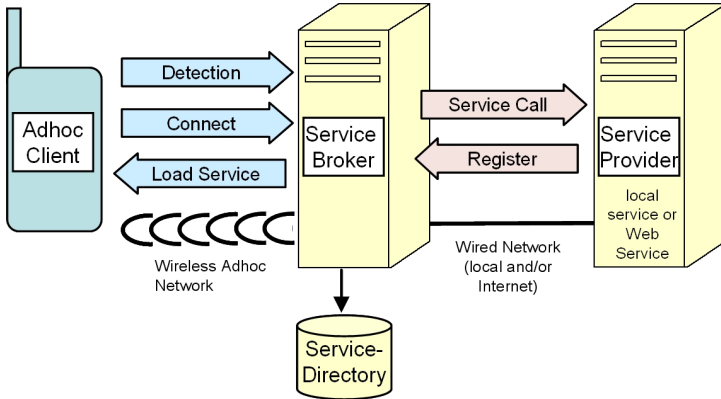 Detection
Connect
Load Service
Adhoc
Client
Service
Broker
Service Call
Register
Service
Provider
local
service or
Web
Service
Wireless Adhoc
Network
Wired Network
(local and/or
Internet)
Service-
Directory